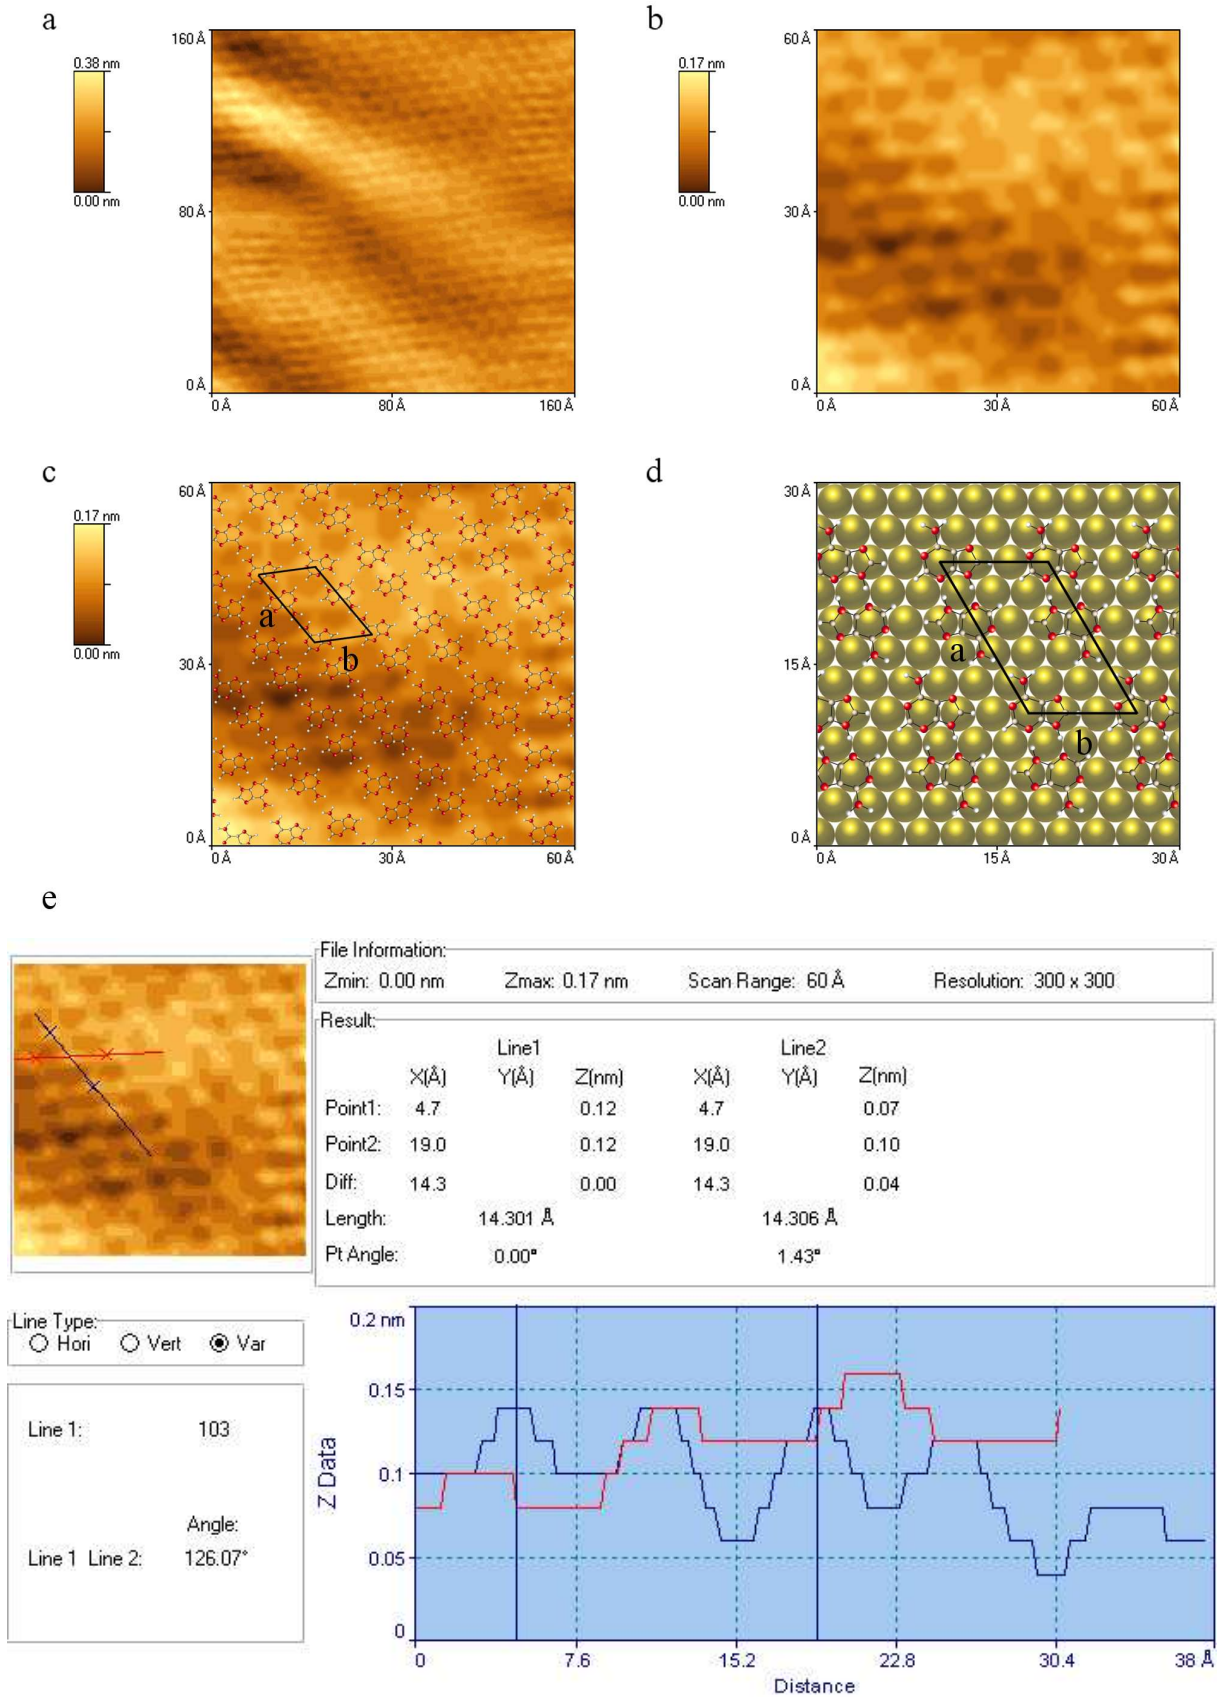 a
b
160 Å
0.38 nm
0.00 nm
80 Å
0 Å
0 Å
80 Å
160 Å
60 Å
0.17 nm
0.00 nm
30 Å
0 Å
0 Å
30 Å
60 Å
c
d
60 Å
0.17 nm
0.00 nm
30 Å
0 Å
0 Å
30 Å
60 Å
a
b
30 Å
15 Å
0 Å
0 Å
15 Å
30 Å
a
b
e
File Information:
Zmin: 0.00 nm Zmax: 0.17 nm Scan Range: 60 Å Resolution: 300 x 300
Result:
Line1 Line2
X(Å) Y(Å) Z(nm) X(Å) Y(Å) Z(nm)
Point1: 4.7 0.12 4.7 0.07
Point2: 19.0 0.12 19.0 0.10
Diff: 14.3 0.00 14.3 0.04
Length: 14.301 Å 14.306 Å
Pt Angle: 0.00° 1.43°
Line Type:
Hori Vert Var
Line 1: 103
Angle:
Line 1 Line 2: 126.07°
0.2 nm
0.15
0.1
0.05
0
Z Data
0 7.6 15.2 22.8 30.4 38 Å
Distance